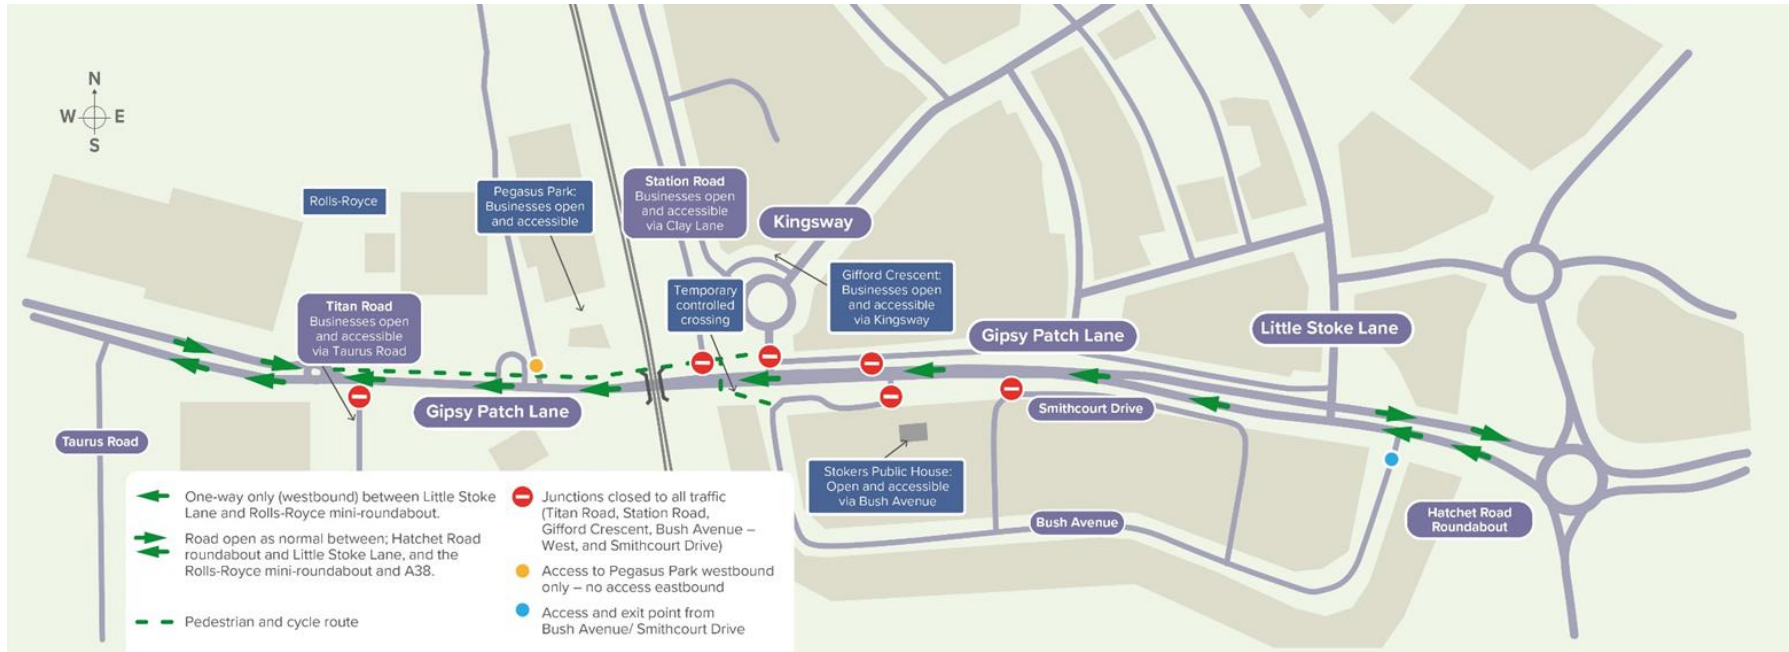 N
W E
S
Rolls-Royce
Pegasus Park:
Businesses open
and accessible
Station Road
Businesses open
and accessible
via Clay Lane
Kingsway
Temporary
controlled
crossing
Gifford Crescent:
Businesses open
and accessible
via Kingsway
Titan Road
Businesses open
and accessible
via Taurus Road
Gipsy Patch Lane
Little Stoke Lane
Gipsy Patch Lane
Smithcourt Drive
Taurus Road
Stokers Public House:
Open and accessible
via Bush Avenue
Bush Avenue
Hatchet Road
Roundabout
One-way only (westbound) between Little Stoke
Lane and Rolls-Royce mini-roundabout.
Road open as normal between; Hatchet Road
roundabout and Little Stoke Lane, and the
Rolls-Royce mini-roundabout and A38.
Pedestrian and cycle route
Junctions closed to all traffic
(Titan Road, Station Road,
Gifford Crescent, Bush Avenue –
West, and Smithcourt Drive)
Access to Pegasus Park westbound
only – no access eastbound
Access and exit point from
Bush Avenue/ Smithcourt Drive